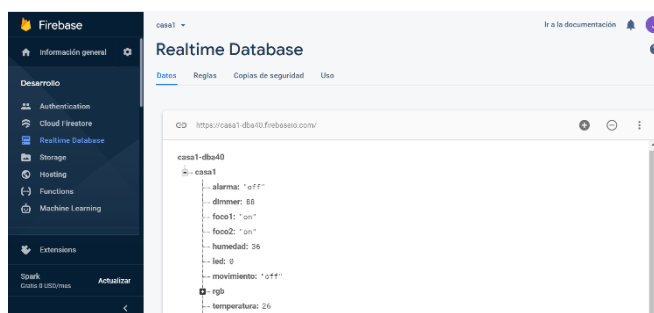 Firebase
Información general
Desarrollo
Authentication
Cloud Firestore
Realtime Database
Storage
Hosting
Functions
Machine Learning
Extensions
Spark
Gratis 0 USD/mes
Actualizar
casa1
Ir a la documentación
Realtime Database
Datos Reglas Copias de seguridad Uso
https://casa1-dba40.firebaseio.com/
casa1-dba40
casa1
alarma: "off"
dimmer: 88
foco1: "on"
foco2: "on"
humedad: 36
led: 0
movimiento: "off"
rgb
temperatura: 26